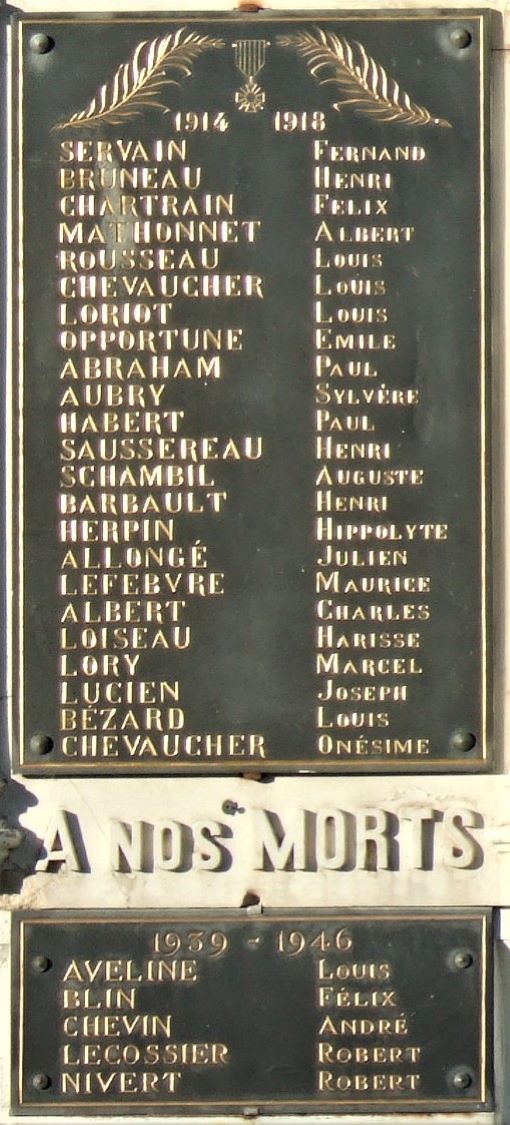 1914 1918
SERVAIN FERNAND
BRUNEAU HENRI
CHARTRAIN FELIX
MATHONNET ALBERT
ROUSSEAU LOUIS
CHEVAUCHER LOUIS
LORIOT LOUIS
OPPORTUNE EMILE
ABRAHAM PAUL
AUBRY SYLVÈRE
HABERT PAUL
SAUSSEREAU HENRI
SCHAMBIL AUGUSTE
BARBAULT HENRI
HERPIN HIPPOLYTE
ALLONGÉ JULIEN
LEFEBVRE MAURICE
ALBERT CHARLES
LOISEAU HARISSE
LORY MARCEL
LUCIEN JOSEPH
BÉZARD LOUIS
CHEVAUCHER ONÉSIME
A NOS MORTS
1939 - 1946
AVELINE LOUIS
BLIN FÉLIX
CHEVIN ANDRÉ
LECOSSIER ROBERT
NIVERT ROBERT